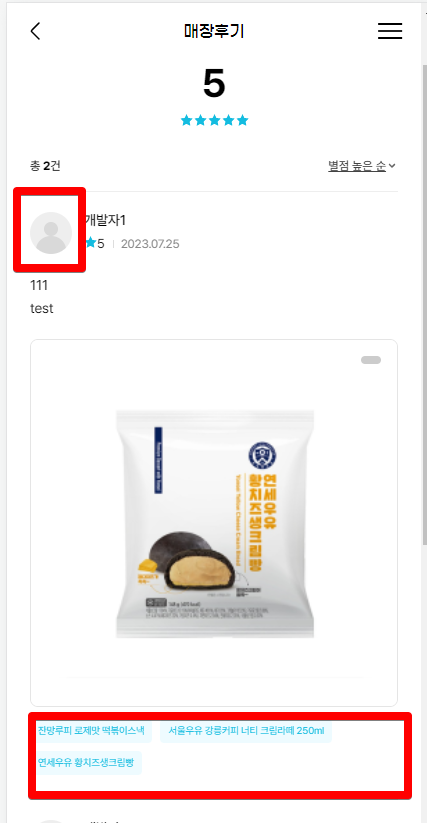 매장후기
5
총 2건
별점 높은 순
개발자1
5 | 2023.07.25
111
test
연세우유
황치즈생크림빵
잔망루피 로제맛 떡볶이스낵
서울우유 강릉커피 너티 크림라떼 250ml
연세우유 황치즈생크림빵